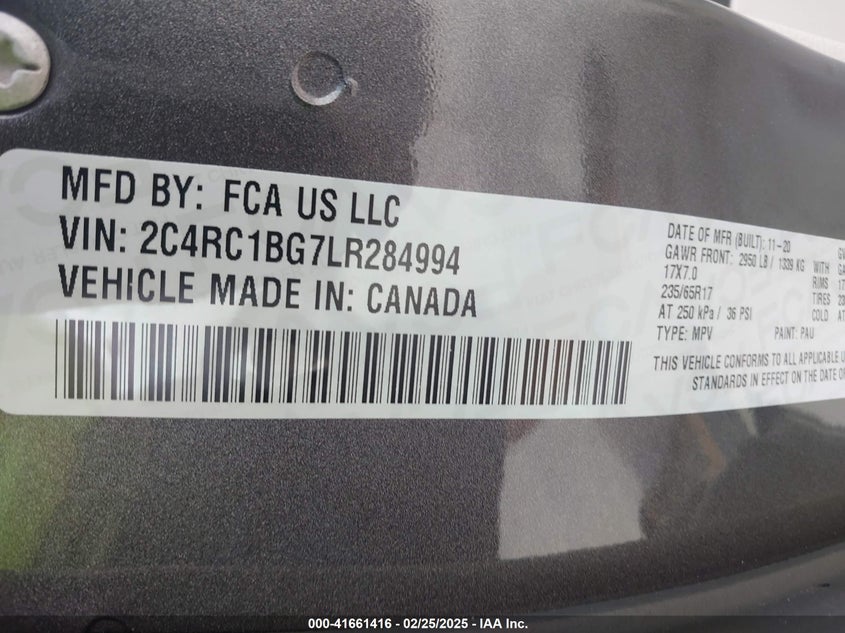 MFD BY: FCA US LLC
VIN: 2C4RC1BG7LR284994
VEHICLE MADE IN: CANADA
DATE OF MFR (BUILT): 11-20
GAWR FRONT: 2950 LB / 1339 KG WITH
17X7.0 RIMS
235/65R17 TIRES
AT 250 kPa / 36 PSI COLD
TYPE: MPV PAINT: PAU
THIS VEHICLE CONFORMS TO ALL APPLICABLE
STANDARDS IN EFFECT ON THE DATE OF
000-41661416 - 02/25/2025 - IAA Inc.